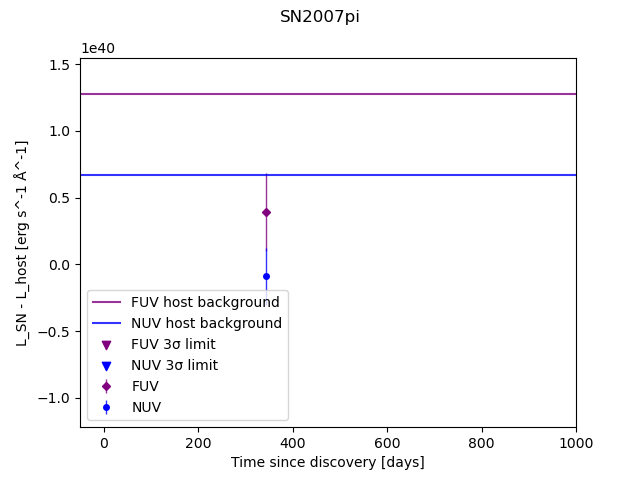 SN2007pi
1e40
1.5
1.0
0.5
0.0
−0.5
−1.0
L_SN - L_host [erg s^-1 Å^-1]
FUV host background
NUV host background
FUV 3σ limit
NUV 3σ limit
FUV
NUV
0 200 400 600 800 1000
Time since discovery [days]